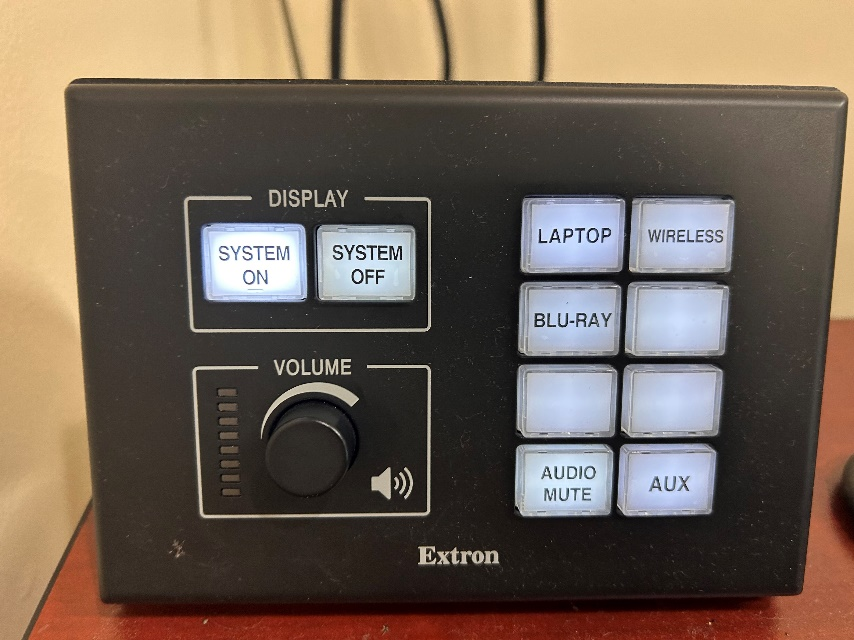 DISPLAY
SYSTEM
ON
SYSTEM
OFF
VOLUME
LAPTOP
WIRELESS
BLU-RAY
AUDIO
MUTE
AUX
Extron